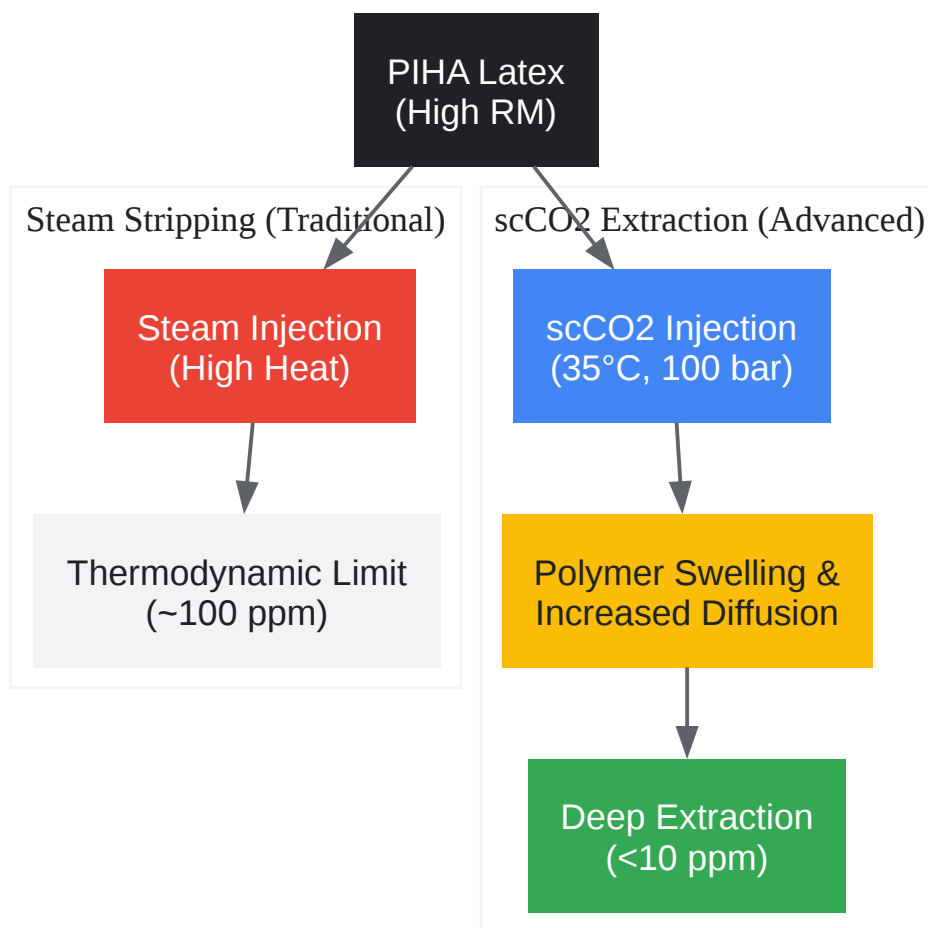 PIHA Latex
(High RM)
Steam Stripping (Traditional)
Steam Injection
(High Heat)
Thermodynamic Limit
(~100 ppm)
scCO2 Extraction (Advanced)
scCO2 Injection
(35°C, 100 bar)
Polymer Swelling &
Increased Diffusion
Deep Extraction
(<10 ppm)